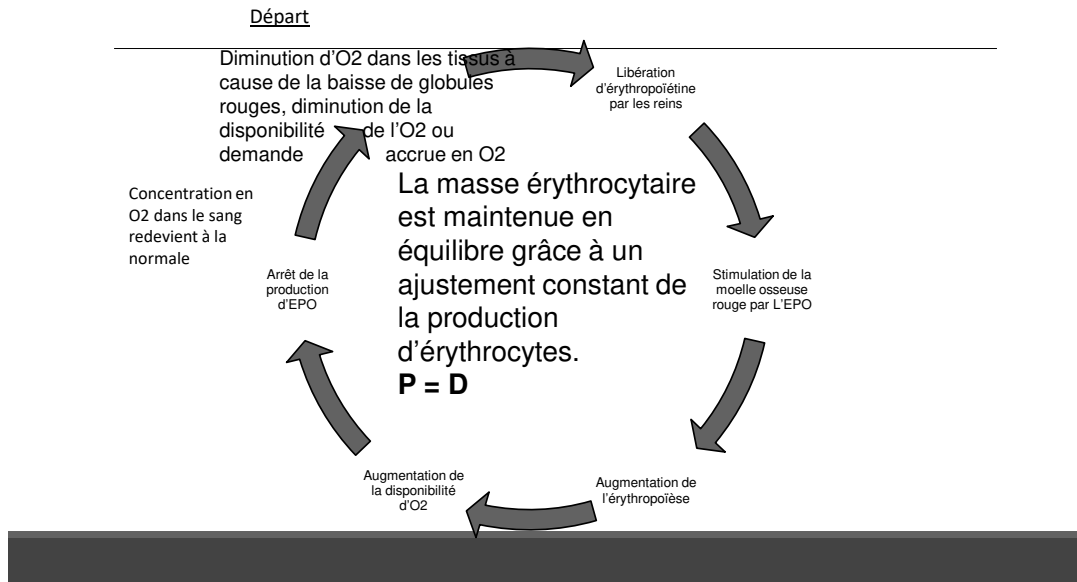 Départ
Diminution d'O2 dans les tissus à
cause de la baisse de globules
rouges, diminution de la
disponibilité de l'O2 ou
demande accrue en O2
Libération
d'érythropoïétine
par les reins
Stimulation de la
moelle osseuse
rouge par L'EPO
Augmentation de
l'érythropoïèse
Augmentation de
la disponibilité
d'O2
Arrêt de la
production
d'EPO
Concentration en
O2 dans le sang
redevient à la
normale
La masse érythrocytaire
est maintenue en
équilibre grâce à un
ajustement constant de
la production
d'érythrocytes.
P = D